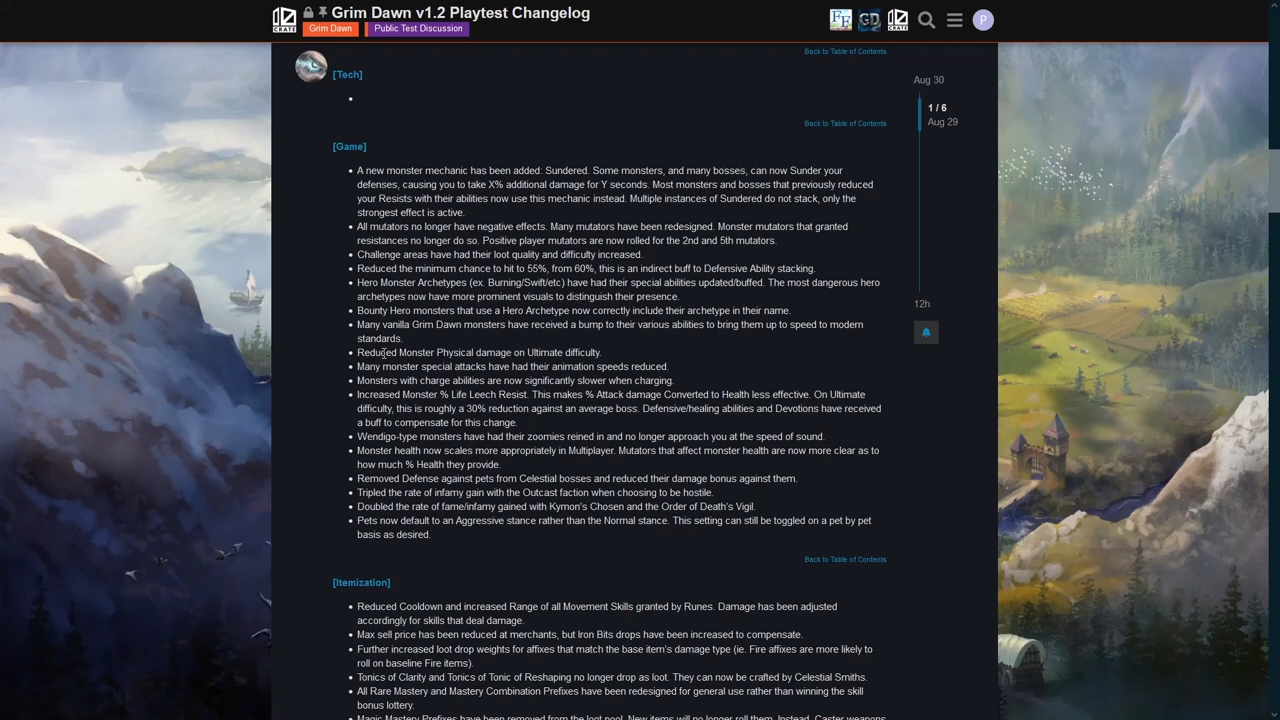 Grim Dawn v1.2 Playtest Changelog
Grim Dawn
Public Test Discussion
CRATE
FF
GD
CRATE
P
Back to Table of Contents
[Tech]
Aug 30
1 / 6
Aug 29
Back to Table of Contents
[Game]
A new monster mechanic has been added: Sundered. Some monsters, and many bosses, can now Sunder your
defenses, causing you to take X% additional damage for Y seconds. Most monsters and bosses that previously reduced
your Resists with their abilities now use this mechanic instead. Multiple instances of Sundered do not stack, only the
strongest effect is active.
All mutators no longer have negative effects. Many mutators have been redesigned. Monster mutators that granted
resistances no longer do so. Positive player mutators are now rolled for the 2nd and 5th mutators.
Challenge areas have had their loot quality and difficulty increased.
Reduced the minimum chance to hit to 55%, from 60%, this is an indirect buff to Defensive Ability stacking.
Hero Monster Archetypes (ex. Burning/Swift/etc) have had their special abilities updated/buffed. The most dangerous hero
archetypes now have more prominent visuals to distinguish their presence.
Bounty Hero monsters that use a Hero Archetype now correctly include their archetype in their name.
12h
Many vanilla Grim Dawn monsters have received a bump to their various abilities to bring them up to speed to modern
standards.
Reduced Monster Physical damage on Ultimate difficulty.
Many monster special attacks have had their animation speeds reduced.
Monsters with charge abilities are now significantly slower when charging.
Increased Monster % Life Leech Resist. This makes % Attack damage Converted to Health less effective. On Ultimate
difficulty, this is roughly a 30% reduction against an average boss. Defensive/healing abilities and Devotions have received
a buff to compensate for this change.
Wendigo-type monsters have had their zoomies reined in and no longer approach you at the speed of sound.
Monster health now scales more appropriately in Multiplayer. Mutators that affect monster health are now more clear as to
how much % Health they provide.
Removed Defense against pets from Celestial bosses and reduced their damage bonus against them.
Tripled the rate of infamy gain with the Outcast faction when choosing to be hostile.
Doubled the rate of fame/infamy gained with Kymon's Chosen and the Order of Death's Vigil.
Pets now default to an Aggressive stance rather than the Normal stance. This setting can still be toggled on a pet by pet
basis as desired.
Back to Table of Contents
[Itemization]
Reduced Cooldown and increased Range of all Movement Skills granted by Runes. Damage has been adjusted
accordingly for skills that deal damage.
Max sell price has been reduced at merchants, but Iron Bits drops have been increased to compensate.
Further increased loot drop weights for affixes that match the base item's damage type (ie. Fire affixes are more likely to
roll on baseline Fire items).
Tonics of Clarity and Tonics of Tonic of Reshaping no longer drop as loot. They can now be crafted by Celestial Smiths.
All Rare Mastery and Mastery Combination Prefixes have been redesigned for general use rather than winning the skill
bonus lottery.
Magic Mastery Prefixes have been removed from the loot pool. New items will no longer roll them. Instead, Caster weapons